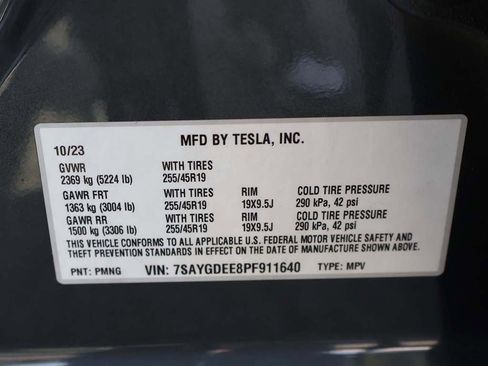 10/23 MFD BY TESLA, INC.
GVWR WITH TIRES
2369 kg (5224 lb) 255/45R19
GAWR FRT WITH TIRES RIM COLD TIRE PRESSURE
1363 kg (3004 lb) 255/45R19 19X9.5J 290 kPa, 42 psi
GAWR RR WITH TIRES RIM COLD TIRE PRESSURE
1500 kg (3306 lb) 255/45R19 19X9.5J 290 kPa, 42 psi
THIS VEHICLE CONFORMS TO ALL APPLICABLE U.S. FEDERAL MOTOR VEHICLE SAFETY AND
THEFT PREVENTION STANDARDS IN EFFECT ON THE DATE OF MANUFACTURE SHOWN ABOVE.
PNT: PMNG VIN: 7SAYGDEE8PF911640 TYPE: MPV